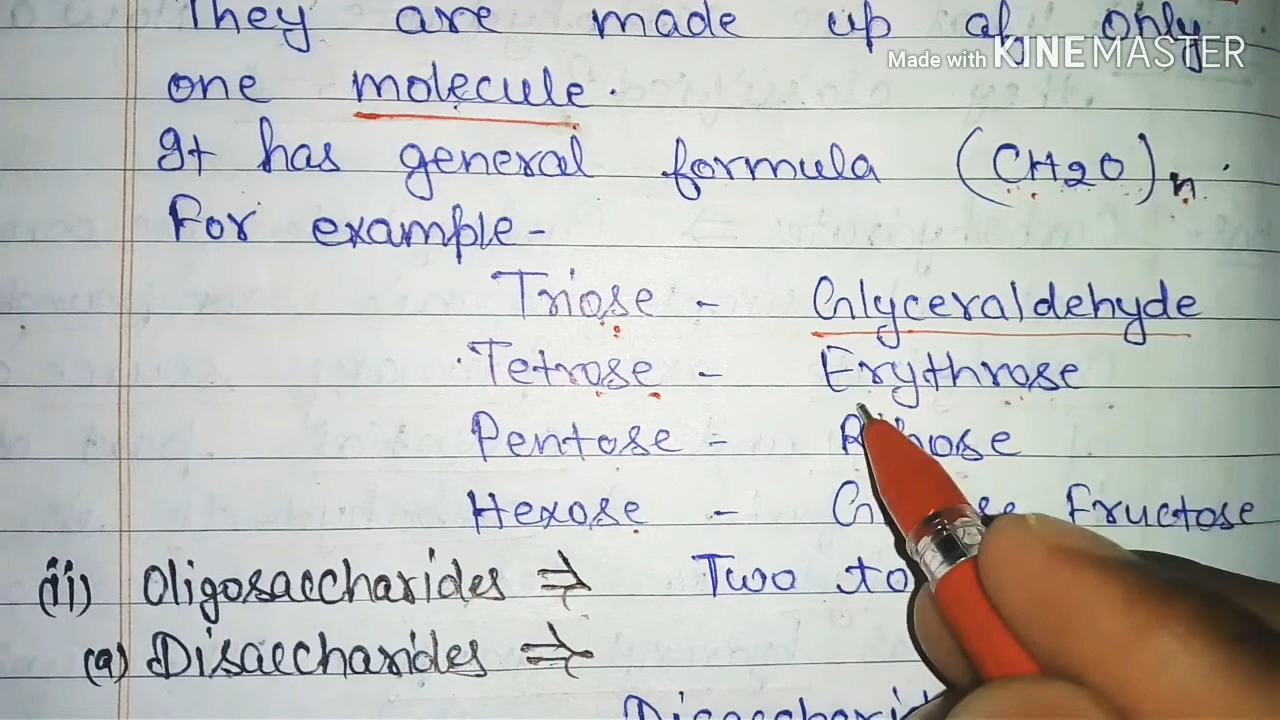 They are made up of only
Made with KINEMASTER
one molecule.
It has general formula (CH2O)n.
For example-
Triose - Glyceraldehyde
Tetrose - Erythrose
Pentose -
Hexose - Fructose
(ii) Oligosaccharides ⇒ Two to
(a) Disaccharides ⇒